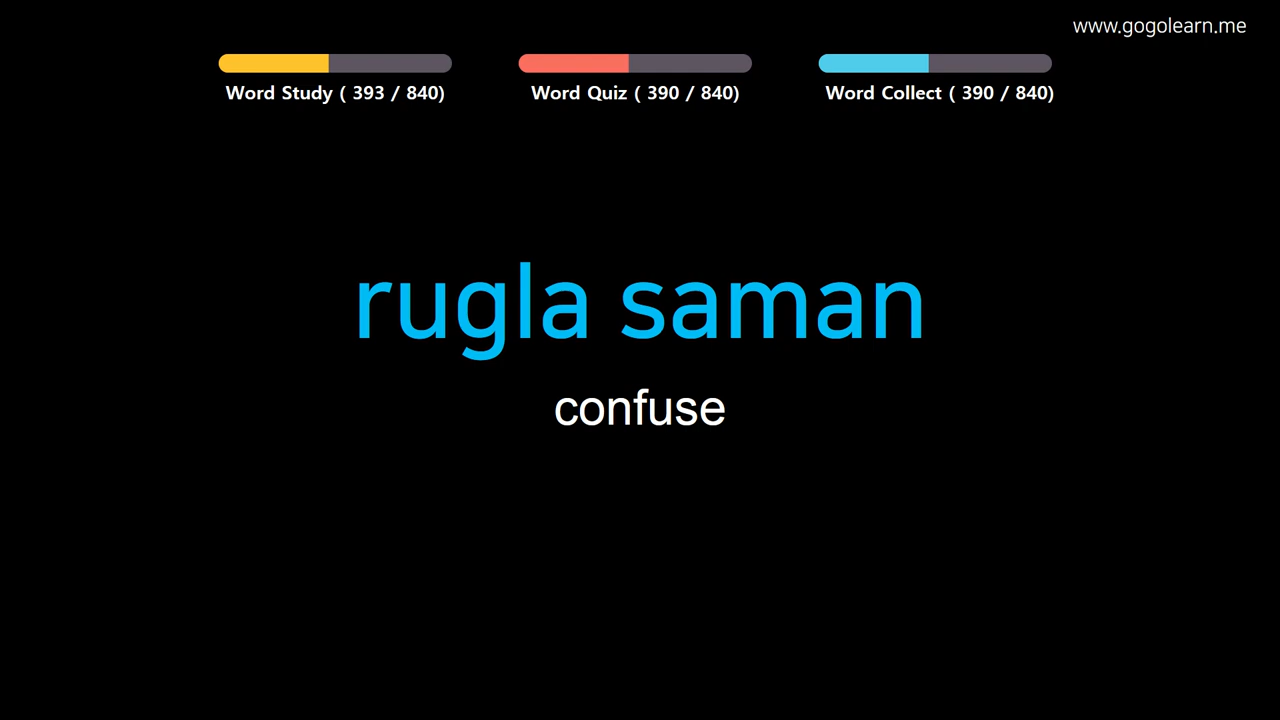 www.gogolearn.me
Word Study ( 393 / 840)
Word Quiz ( 390 / 840)
Word Collect ( 390 / 840)
rugla saman
confuse